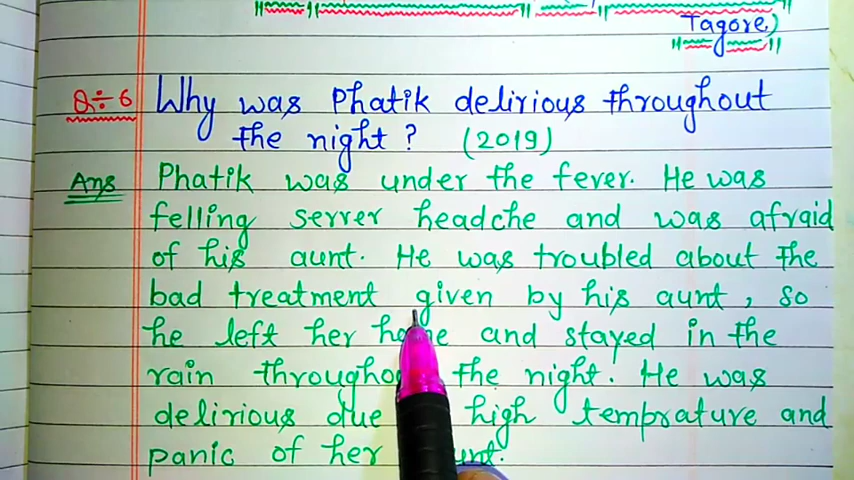 Tagore.)
Q÷6 Why was Phatik delirious throughout
the night? (2019)
Ans Phatik was under the fever. He was
felling serrer headche and was afraid
of his aunt. He was troubled about the
bad treatment given by his aunt, so
he left her home and stayed in the
rain throughout the night. He was
delirious due high temprature and
panic of her aunt.